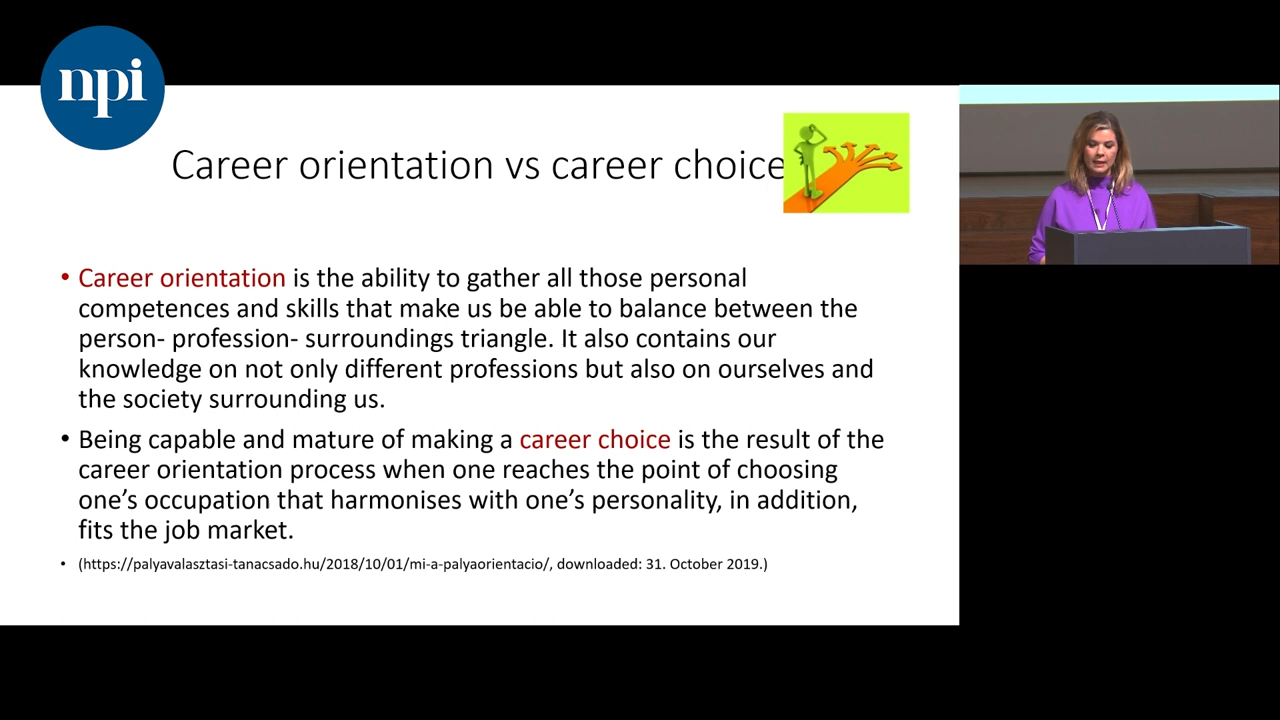 npi
Career orientation vs career choice
• Career orientation is the ability to gather all those personal
competences and skills that make us be able to balance between the
person- profession- surroundings triangle. It also contains our
knowledge on not only different professions but also on ourselves and
the society surrounding us.
• Being capable and mature of making a career choice is the result of the
career orientation process when one reaches the point of choosing
one’s occupation that harmonises with one’s personality, in addition,
fits the job market.
• (https://palyavalasztasi-tanacsado.hu/2018/10/01/mi-a-palyaorientacio/, downloaded: 31. October 2019.)